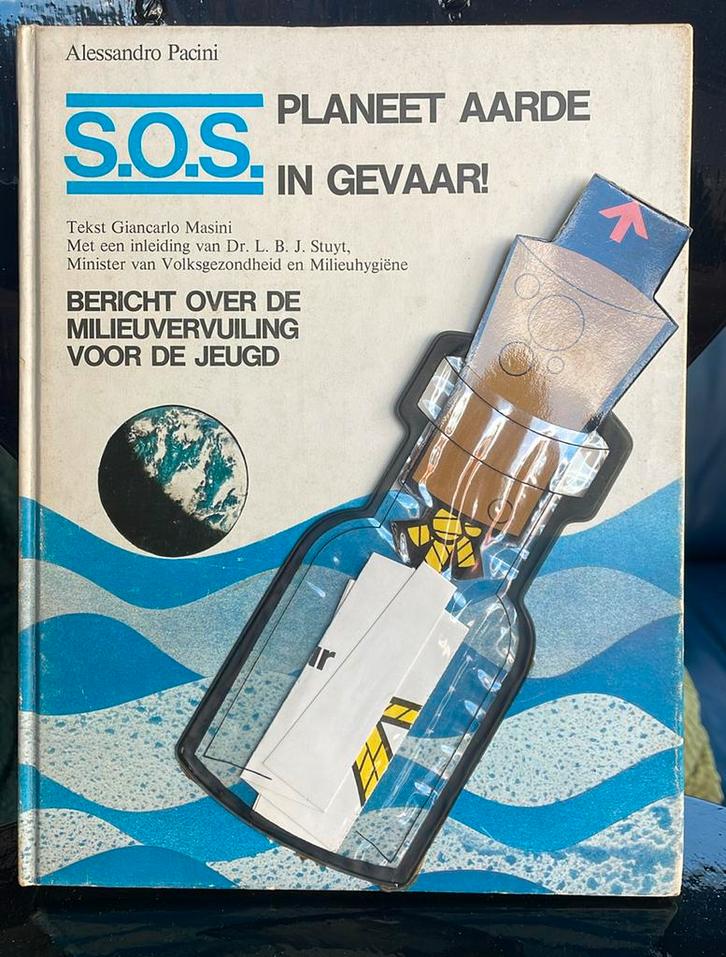 Alessandro Pacini
S.O.S. PLANEET AARDE
IN GEVAAR!
Tekst Giancarlo Masini
Met een inleiding van Dr. L. B. J. Stuyt,
Minister van Volksgezondheid en Milieuhygiëne
BERICHT OVER DE
MILIEUVERVUILING
VOOR DE JEUGD
ur